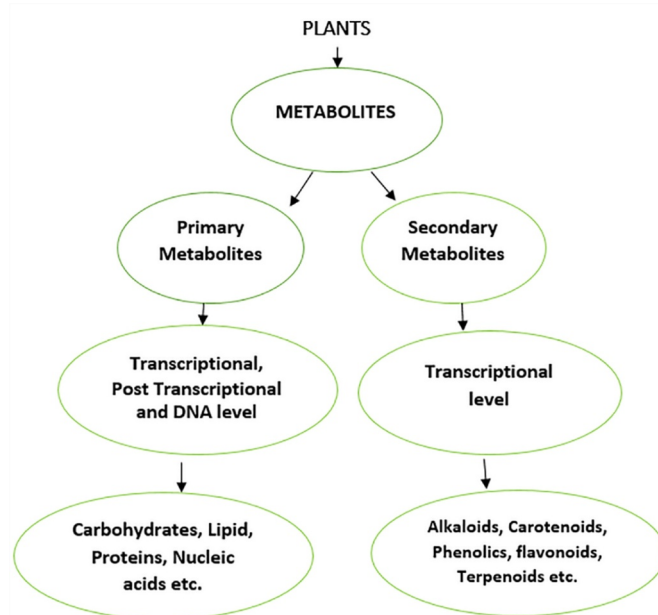 PLANTS
METABOLITES
Primary
Metabolites
Secondary
Metabolites
Transcriptional,
Post Transcriptional
and DNA level
Transcriptional
level
Carbohydrates, Lipid,
Proteins, Nucleic
acids etc.
Alkaloids, Carotenoids,
Phenolics, flavonoids,
Terpenoids etc.